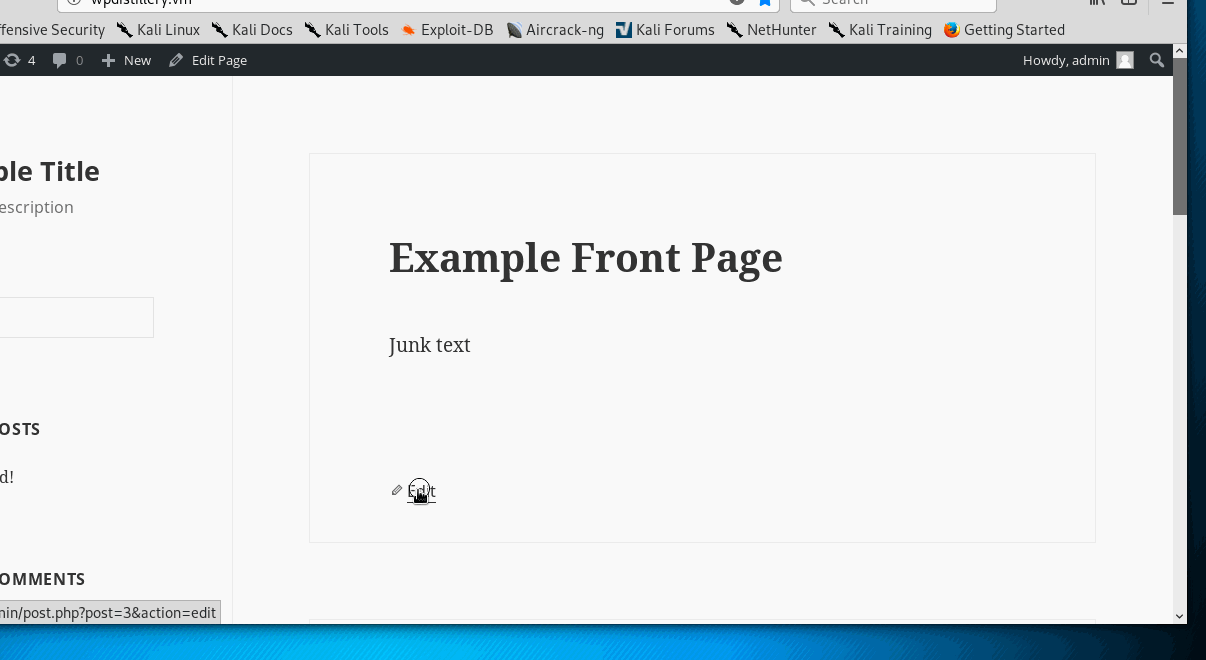 wpdistillery.vm
Search
ffensive Security Kali Linux Kali Docs Kali Tools Exploit-DB Aircrack-ng Kali Forums NetHunter Kali Training Getting Started
4 0 New Edit Page Howdy, admin
ple Title
escription
Example Front Page
Junk text
OSTS
d!
Edit
OMMENTS
min/post.php?post=3&action=edit